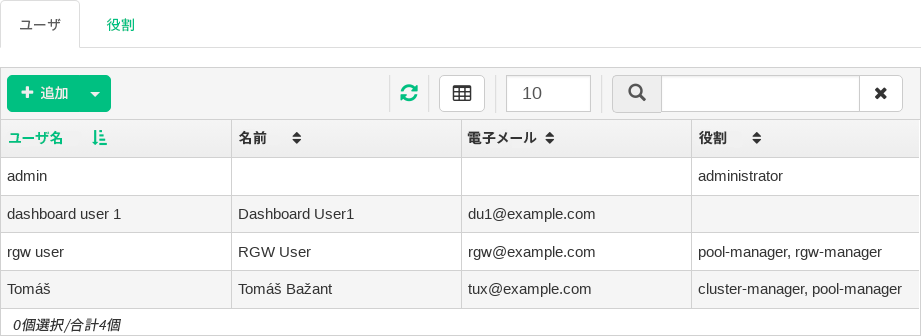 ユーザ 役割
追加 10
ユーザ名 名前 電子メール 役割
admin administrator
dashboard user 1 Dashboard User1 du1@example.com
rgw user RGW User rgw@example.com pool-manager, rgw-manager
Tomáš Tomáš Bažant tux@example.com cluster-manager, pool-manager
0個選択/合計4個